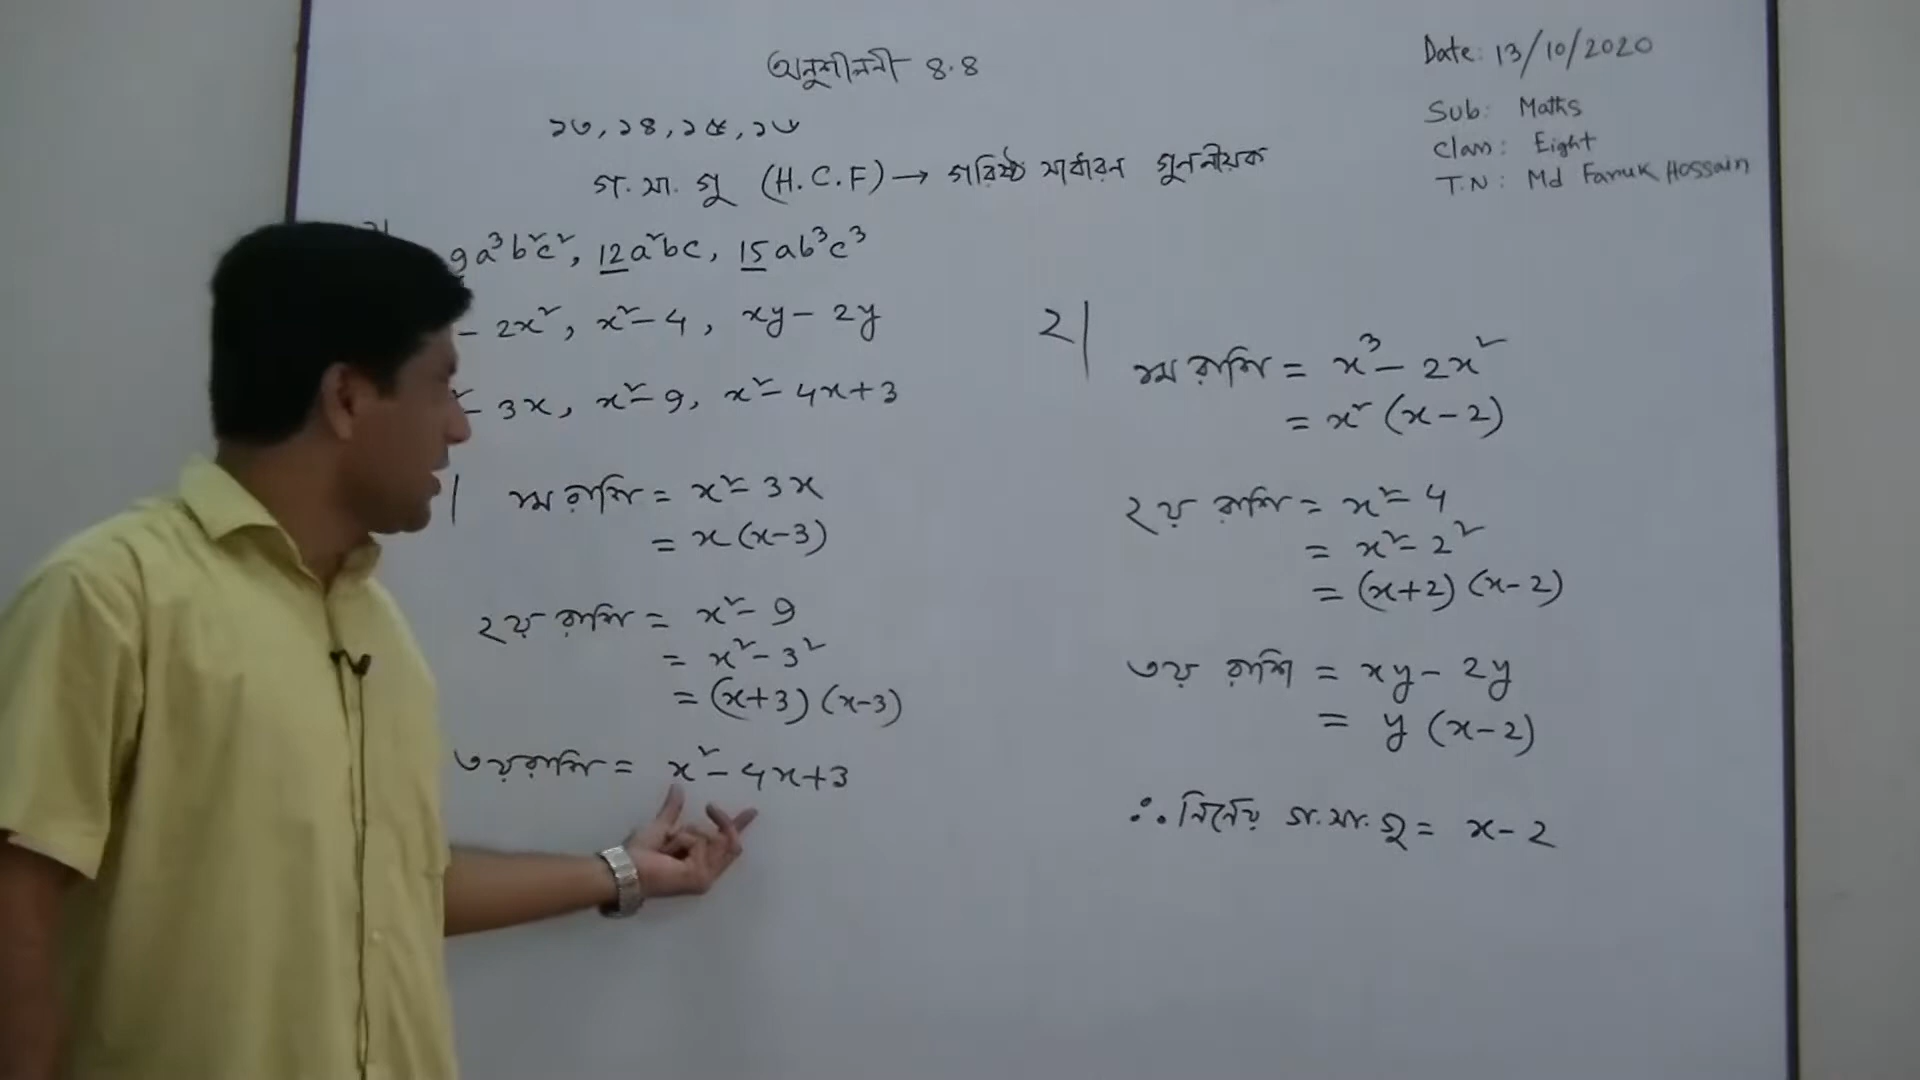 অনুশীলনী ৪.৪
Date: 13/10/2020
Sub: Maths
Class: Eight
T.N: Md Faruk Hossain
১৩, ১৪, ১৫, ১৬
গ. সা. গু (H.C.F) → গরিষ্ঠ সাধারন গুননীয়ক
9a³b²c², 12a²bc, 15ab³c³
- 2x², x²-4, xy-2y
- 3x, x²-9, x²-4x+3
| ১ম রাশি = x²-3x
= x(x-3)
২য় রাশি = x²-9
= x²-3²
= (x+3)(x-3)
৩য় রাশি = x²-4x+3
২|
১ম রাশি = x³-2x²
= x²(x-2)
২য় রাশি = x²-4
= x²-2²
= (x+2)(x-2)
৩য় রাশি = xy-2y
= y(x-2)
∴ নির্নেয় গ.সা.গু = x-2